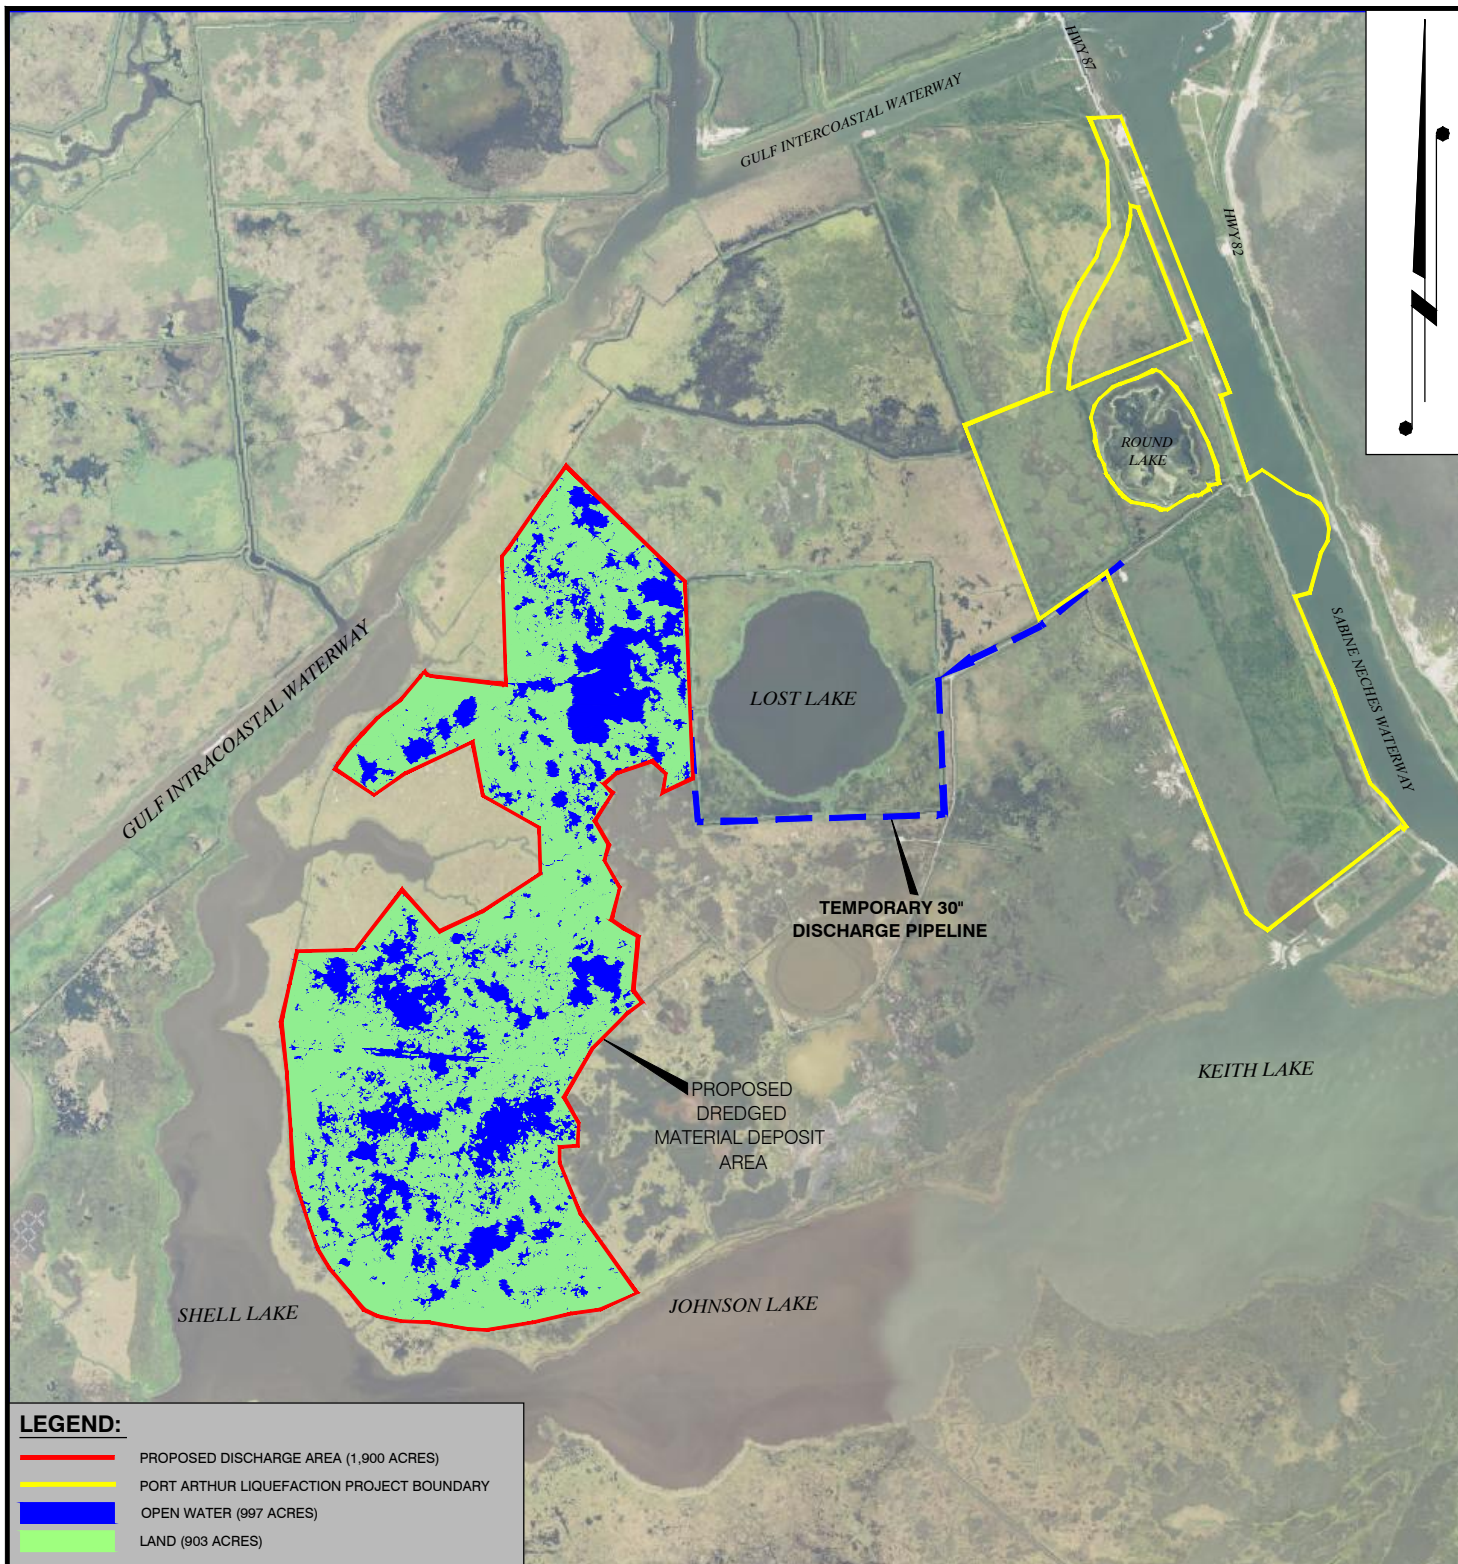 HWY 87
GULF INTERCOASTAL WATERWAY
HWY 82
ROUND
LAKE
SABINE NECHES WATERWAY
LOST LAKE
GULF INTRACOASTAL WATERWAY
TEMPORARY 30"
DISCHARGE PIPELINE
KEITH LAKE
PROPOSED
DREDGED
MATERIAL DEPOSIT
AREA
SHELL LAKE
JOHNSON LAKE
LEGEND:
PROPOSED DISCHARGE AREA (1,900 ACRES)
PORT ARTHUR LIQUEFACTION PROJECT BOUNDARY
OPEN WATER (997 ACRES)
LAND (903 ACRES)